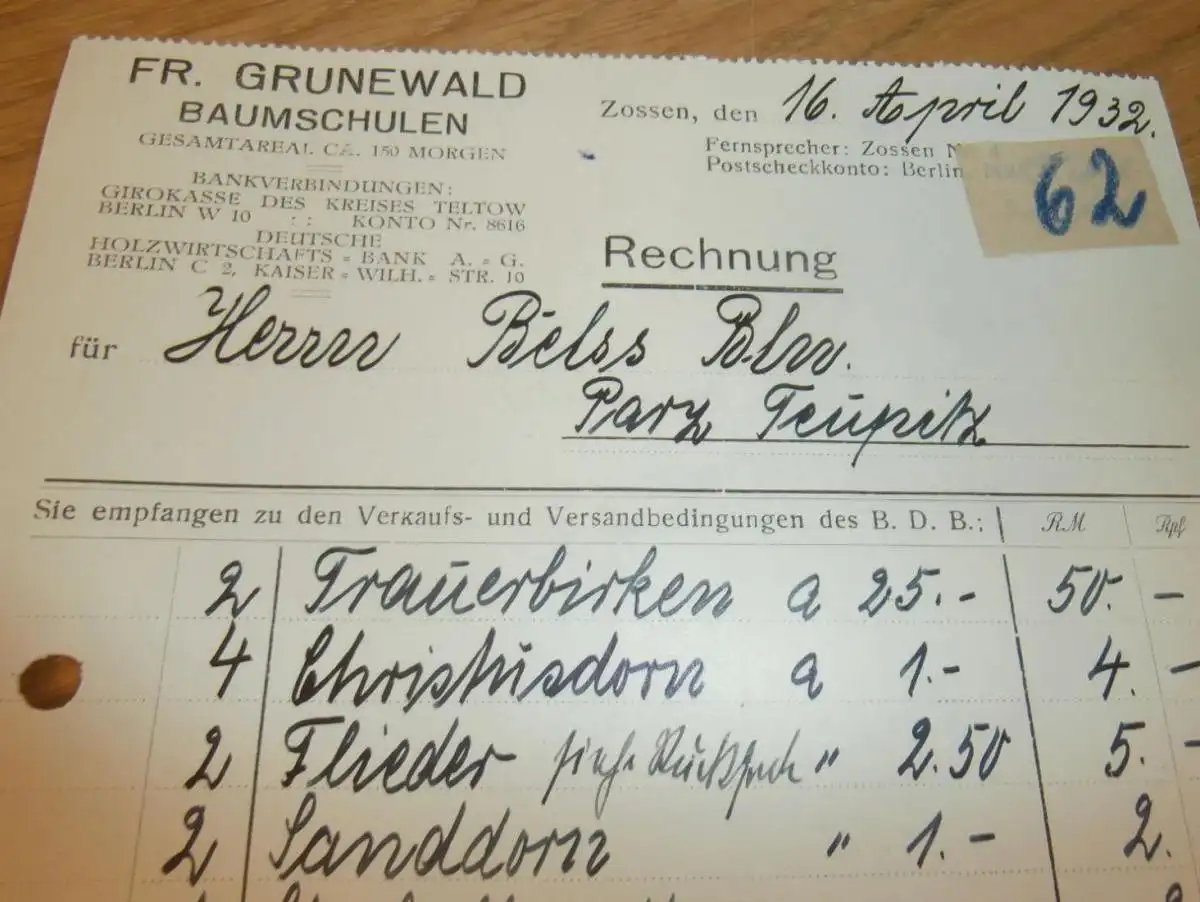 FR. GRUNEWALD
BAUMSCHULEN
GESAMTAREAL CA. 150 MORGEN
BANKVERBINDUNGEN:
GIROKASSE DES KREISES TELTOW
BERLIN W 10 : : KONTO Nr. 8616
DEUTSCHE
HOLZWIRTSCHAFTS = BANK A. = G.
BERLIN C 2, KAISER = WILH. = STR. 10
Zossen, den 16. April 1932.
Fernsprecher: Zossen
Postscheckkonto: Berlin
62
Rechnung
für Herrn Belss
Parz Teupitz
Sie empfangen zu den Verkaufs- und Versandbedingungen des B. D. B.: RM Rpf
2 Trauerbirken a 25.- 50. -
4 Christusdorn a 1.- 4. -
2 Flieder " 2.50 5. -
2 Sanddorn " 1.- 2.